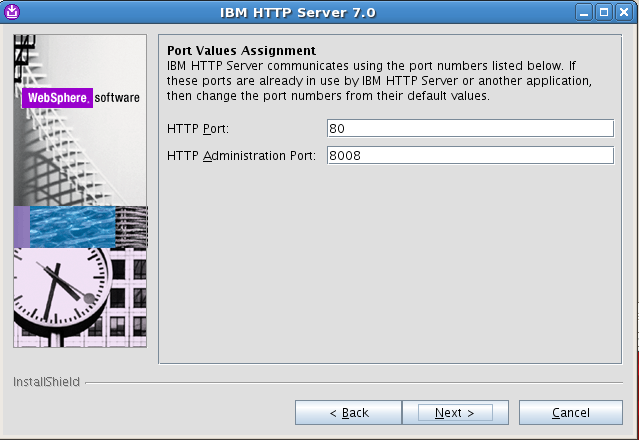 IBM HTTP Server 7.0
WebSphere. software
Port Values Assignment
IBM HTTP Server communicates using the port numbers listed below. If
these ports are already in use by IBM HTTP Server or another application,
then change the port numbers from their default values.
HTTP Port: 80
HTTP Administration Port: 8008
InstallShield
< Back Next > Cancel